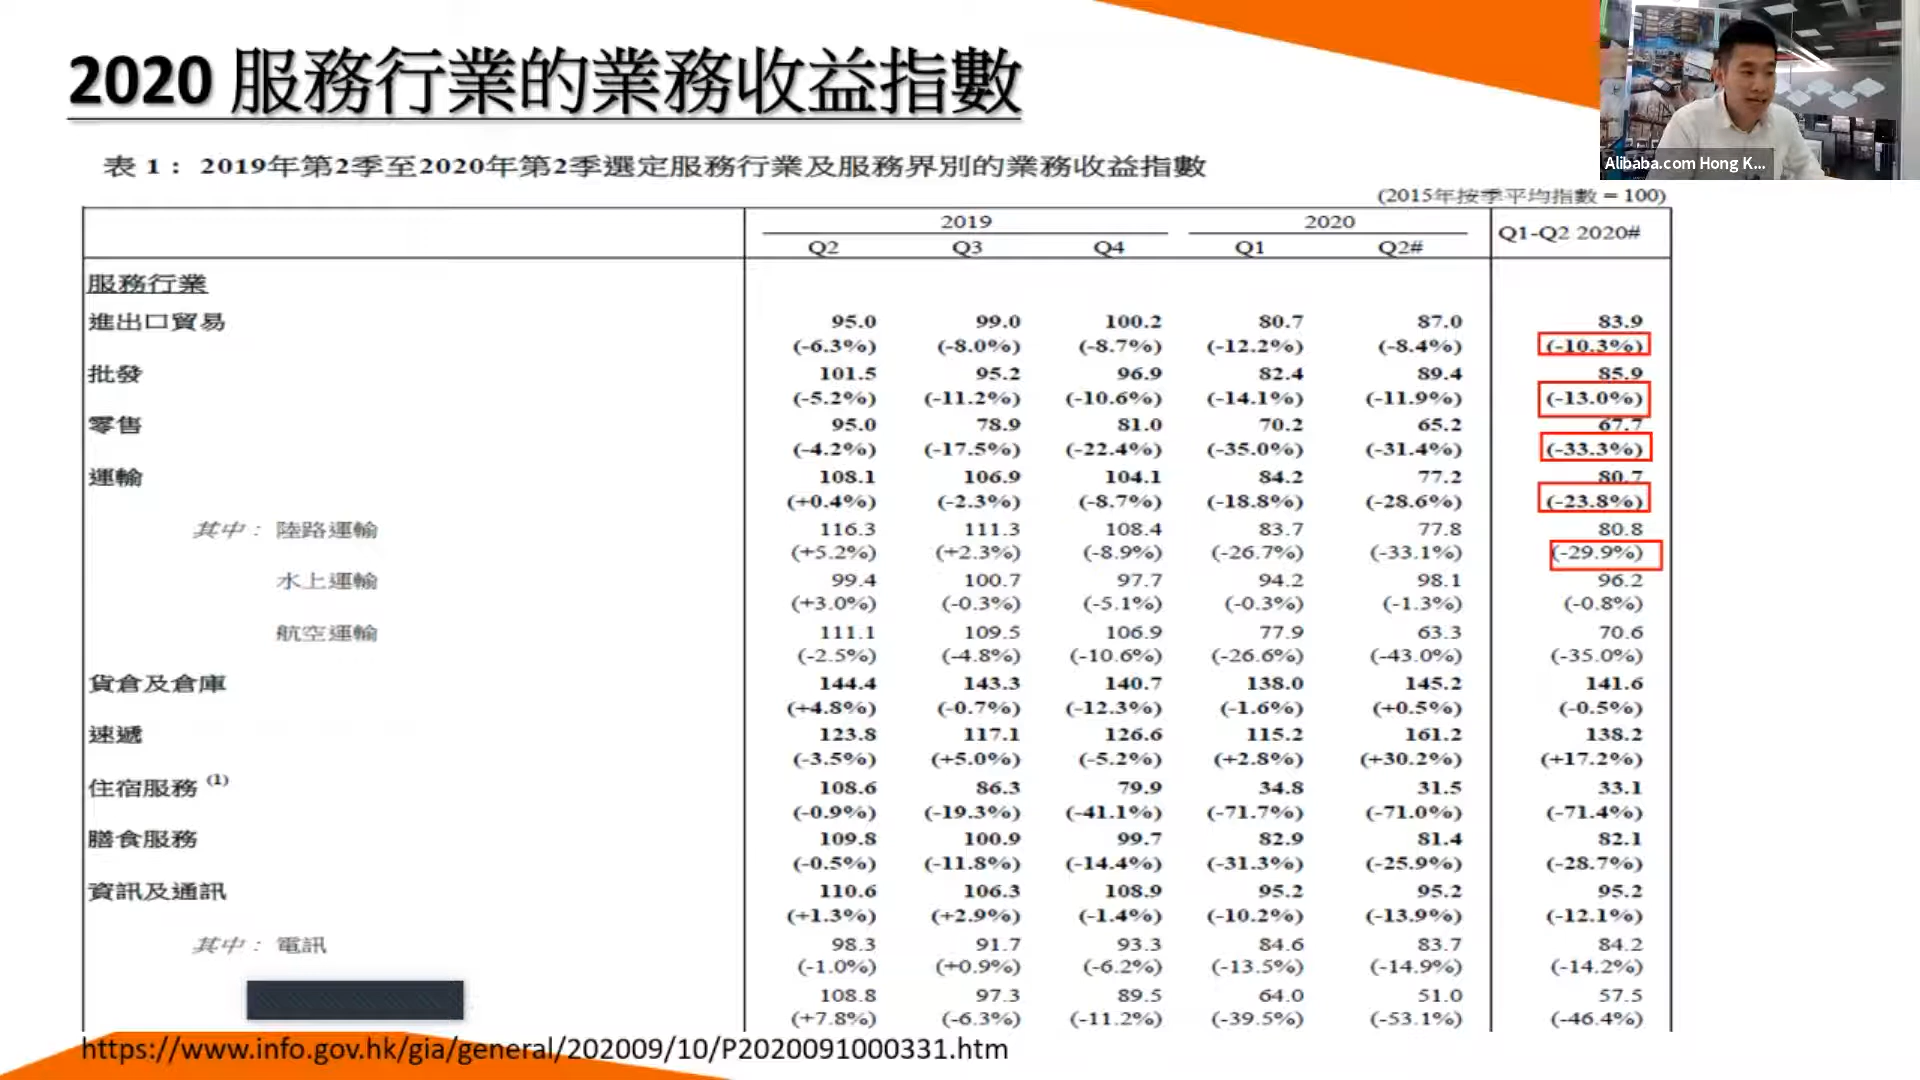 2020 服務行業的業務收益指數
Alibaba.com Hong K...
表 1： 2019年第2季至2020年第2季選定服務行業及服務界別的業務收益指數
(2015年按季平均指數 = 100)
2019 2020 Q1-Q2 2020#
Q2 Q3 Q4 Q1 Q2#
服務行業
進出口貿易 95.0 99.0 100.2 80.7 87.0 83.9
(-6.3%) (-8.0%) (-8.7%) (-12.2%) (-8.4%) (-10.3%)
批發 101.5 95.2 96.9 82.4 89.4 85.9
(-5.2%) (-11.2%) (-10.6%) (-14.1%) (-11.9%) (-13.0%)
零售 95.0 78.9 81.0 70.2 65.2 67.7
(-4.2%) (-17.5%) (-22.4%) (-35.0%) (-31.4%) (-33.3%)
運輸 108.1 106.9 104.1 84.2 77.2 80.7
(+0.4%) (-2.3%) (-8.7%) (-18.8%) (-28.6%) (-23.8%)
其中： 陸路運輸 116.3 111.3 108.4 83.7 77.8 80.8
(+5.2%) (+2.3%) (-8.9%) (-26.7%) (-33.1%) (-29.9%)
水上運輸 99.4 100.7 97.7 94.2 98.1 96.2
(+3.0%) (-0.3%) (-5.1%) (-0.3%) (-1.3%) (-0.8%)
航空運輸 111.1 109.5 106.9 77.9 63.3 70.6
(-2.5%) (-4.8%) (-10.6%) (-26.6%) (-43.0%) (-35.0%)
貨倉及倉庫 144.4 143.3 140.7 138.0 145.2 141.6
(+4.8%) (-0.7%) (-12.3%) (-1.6%) (+0.5%) (-0.5%)
速遞 123.8 117.1 126.6 115.2 161.2 138.2
(-3.5%) (+5.0%) (-5.2%) (+2.8%) (+30.2%) (+17.2%)
住宿服務 (1) 108.6 86.3 79.9 34.8 31.5 33.1
(-0.9%) (-19.3%) (-41.1%) (-71.7%) (-71.0%) (-71.4%)
膳食服務 109.8 100.9 99.7 82.9 81.4 82.1
(-0.5%) (-11.8%) (-14.4%) (-31.3%) (-25.9%) (-28.7%)
資訊及通訊 110.6 106.3 108.9 95.2 95.2 95.2
(+1.3%) (+2.9%) (-1.4%) (-10.2%) (-13.9%) (-12.1%)
其中： 電訊 98.3 91.7 93.3 84.6 83.7 84.2
(-1.0%) (+0.9%) (-6.2%) (-13.5%) (-14.9%) (-14.2%)
108.8 97.3 89.5 64.0 51.0 57.5
(+7.8%) (-6.3%) (-11.2%) (-39.5%) (-53.1%) (-46.4%)
https://www.info.gov.hk/gia/general/202009/10/P2020091000331.htm